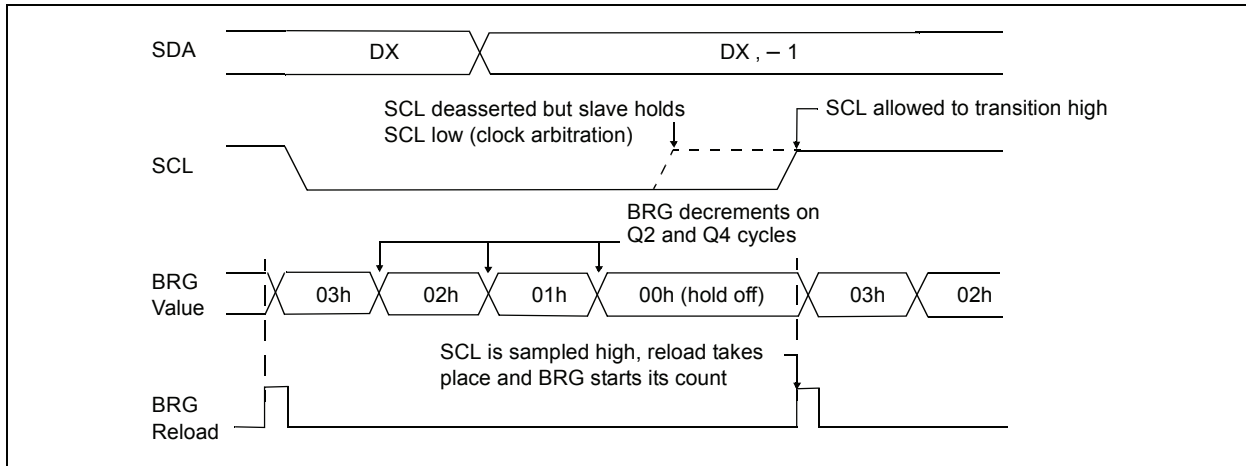 SDA
DX
DX , – 1
SCL deasserted but slave holds
SCL low (clock arbitration)
SCL allowed to transition high
SCL
BRG decrements on
Q2 and Q4 cycles
BRG
Value
03h
02h
01h
00h (hold off)
03h
02h
SCL is sampled high, reload takes
place and BRG starts its count
BRG
Reload